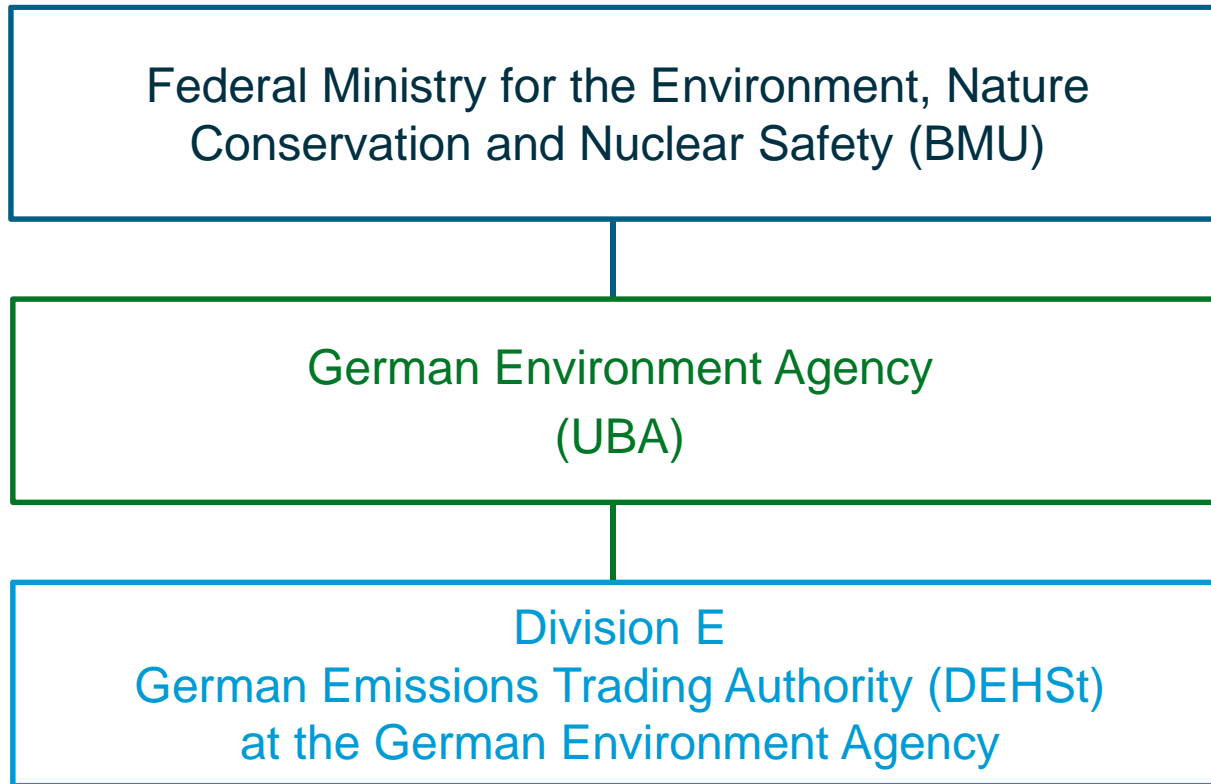 Federal Ministry for the Environment, Nature
Conservation and Nuclear Safety (BMU)
German Environment Agency
(UBA)
Division E
German Emissions Trading Authority (DEHSt)
at the German Environment Agency